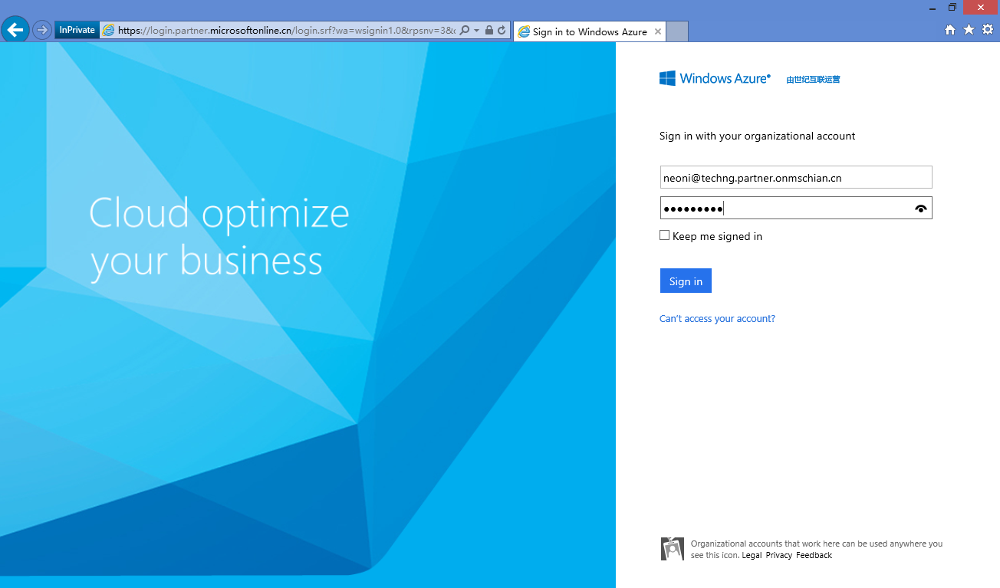 InPrivate
https://login.partner.microsoftonline.cn/login.srf?wa=wsignin1.0&rpsnv=3&c
Sign in to Windows Azure
Windows Azure®
由世纪互联运营
Sign in with your organizational account
neoni@techng.partner.onmschian.cn
●●●●●●●●●
Keep me signed in
Sign in
Can't access your account?
Cloud optimize
your business
Organizational accounts that work here can be used anywhere you
see this icon. Legal Privacy Feedback